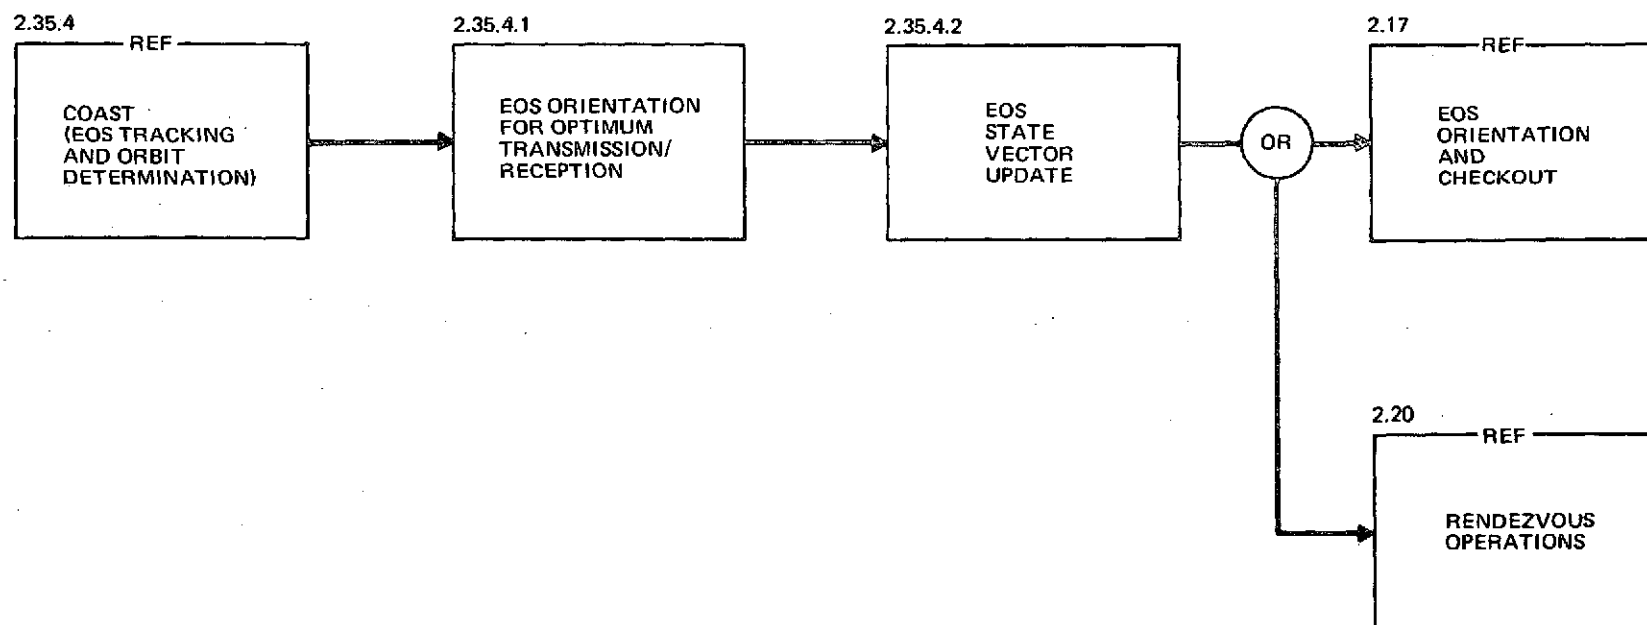 2.35.4
REF
COAST
(EOS TRACKING
AND ORBIT
DETERMINATION)
2.35.4.1
EOS ORIENTATION
FOR OPTIMUM
TRANSMISSION/
RECEPTION
2.35.4.2
EOS
STATE
VECTOR
UPDATE
OR
2.17
REF
EOS
ORIENTATION
AND
CHECKOUT
2.20
REF
RENDEZVOUS
OPERATIONS